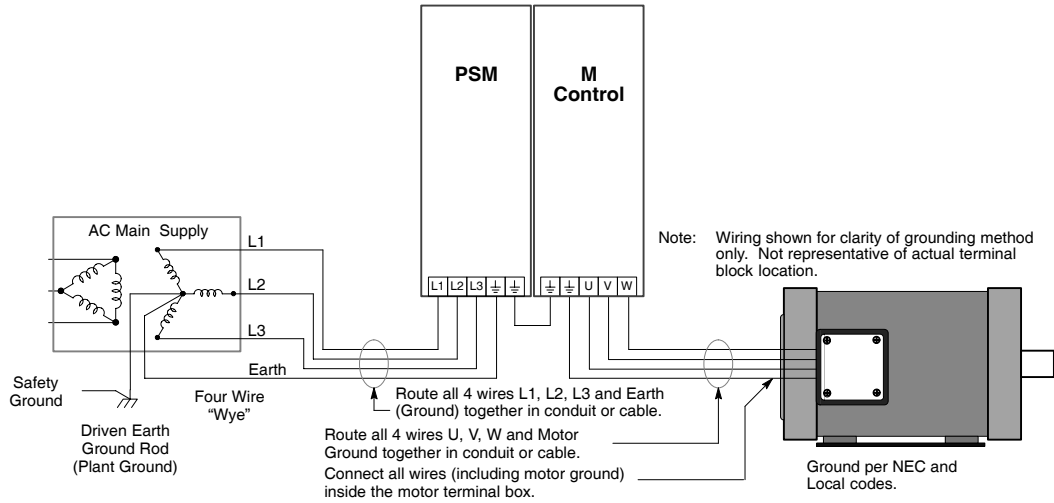 PSM
M
Control
AC Main Supply
L1
L2
L3
Earth
Note: Wiring shown for clarity of grounding method
only. Not representative of actual terminal
block location.
L1 L2 L3
U V W
Safety
Ground
Four Wire
“Wye”
Driven Earth
Ground Rod
(Plant Ground)
Route all 4 wires L1, L2, L3 and Earth
(Ground) together in conduit or cable.
Route all 4 wires U, V, W and Motor
Ground together in conduit or cable.
Connect all wires (including motor ground)
inside the motor terminal box.
Ground per NEC and
Local codes.